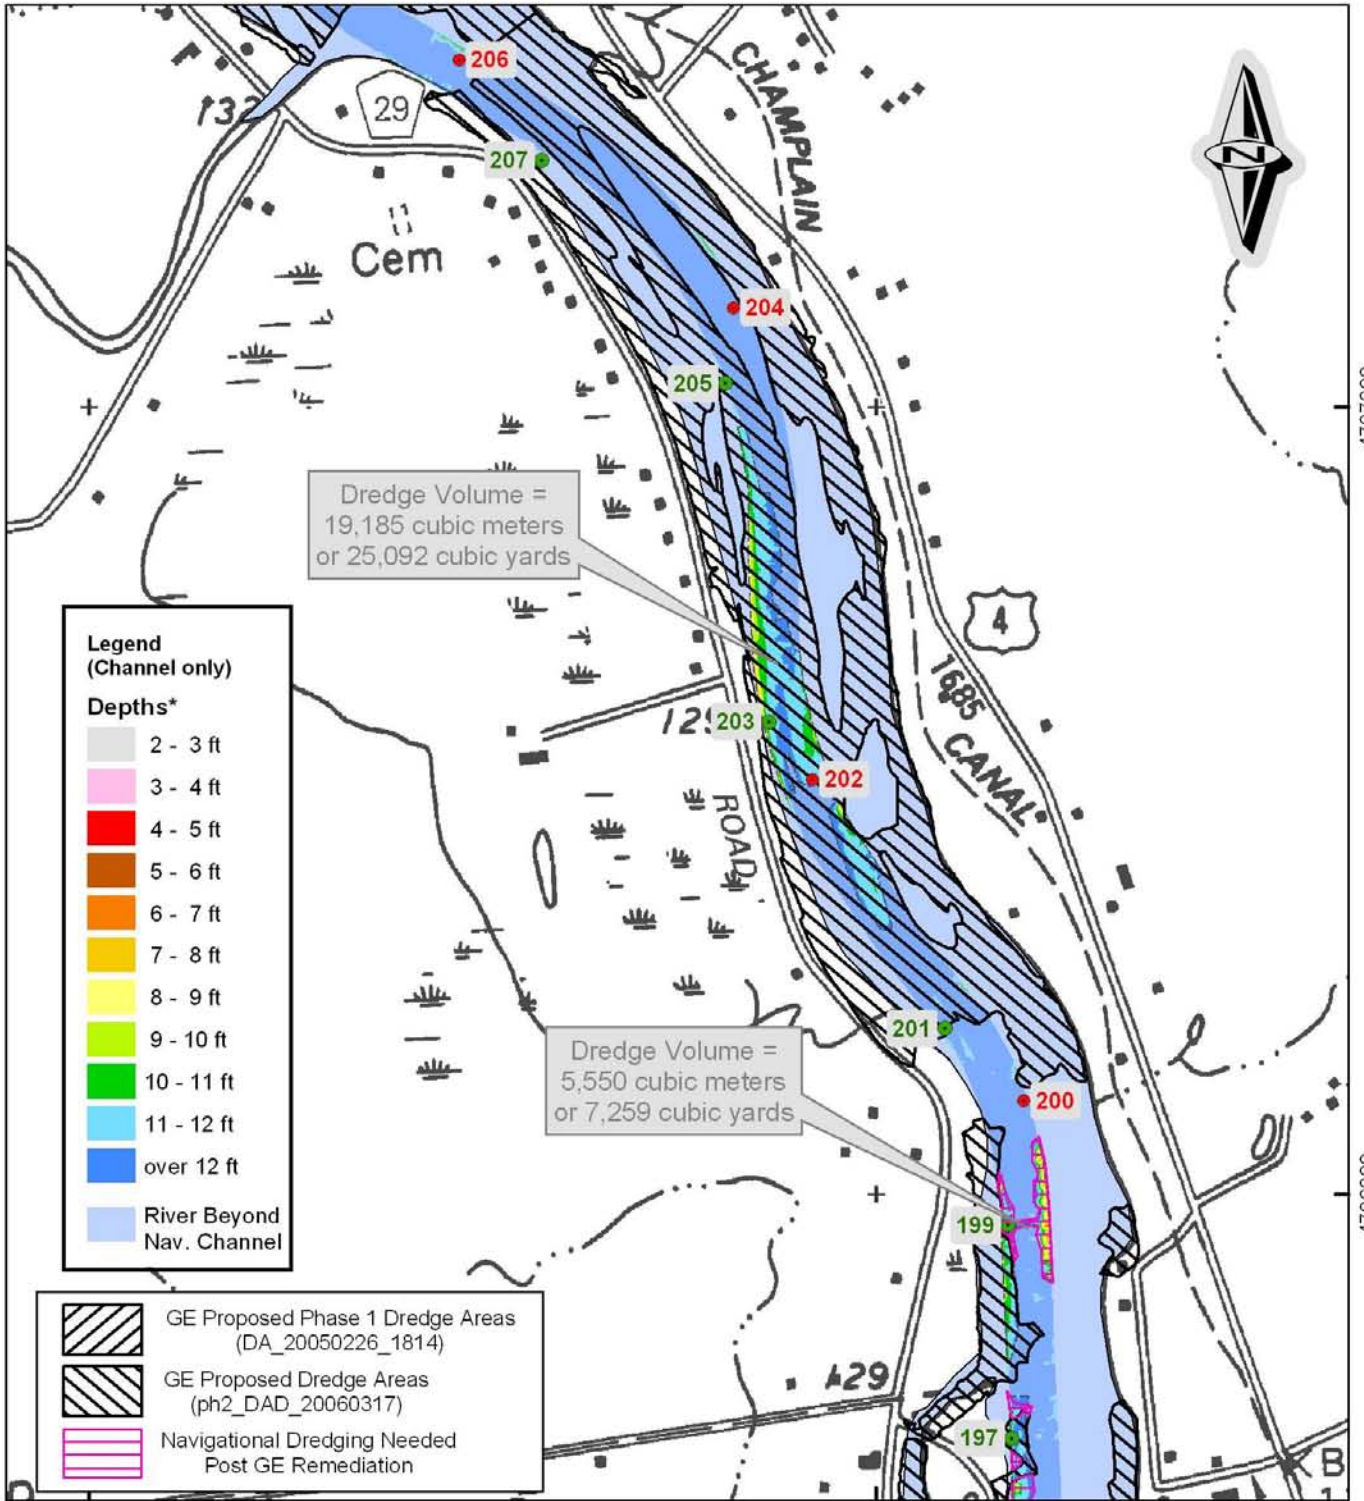 206
CHAMPLAIN
29
207
N
Cem
204
205
Dredge Volume =
19,185 cubic meters
or 25,092 cubic yards
4
1685
CANAL
203
202
ROAD
Legend
(Channel only)
Depths*
2 - 3 ft
3 - 4 ft
4 - 5 ft
5 - 6 ft
6 - 7 ft
7 - 8 ft
8 - 9 ft
9 - 10 ft
10 - 11 ft
11 - 12 ft
over 12 ft
River Beyond
Nav. Channel
201
Dredge Volume =
5,550 cubic meters
or 7,259 cubic yards
200
199
GE Proposed Phase 1 Dredge Areas
(DA_20050226_1814)
GE Proposed Dredge Areas
(ph2_DAD_20060317)
Navigational Dredging Needed
Post GE Remediation
129
197
B